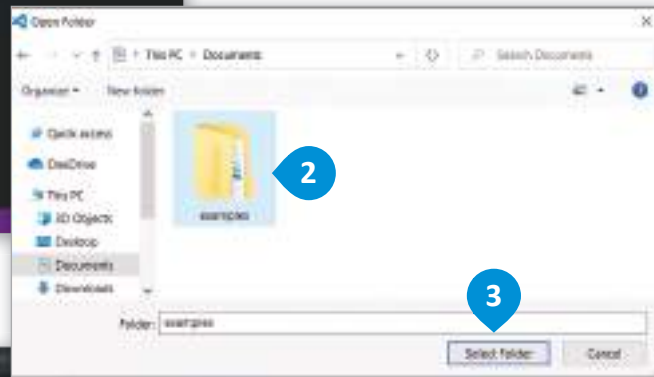 Open Folder
This PC Documents
Search Documents
Organize
New folder
Quick access
OneDrive
This PC
3D Objects
Desktop
Documents
Downloads
examples
2
3
Folder: examples
Select Folder Cancel